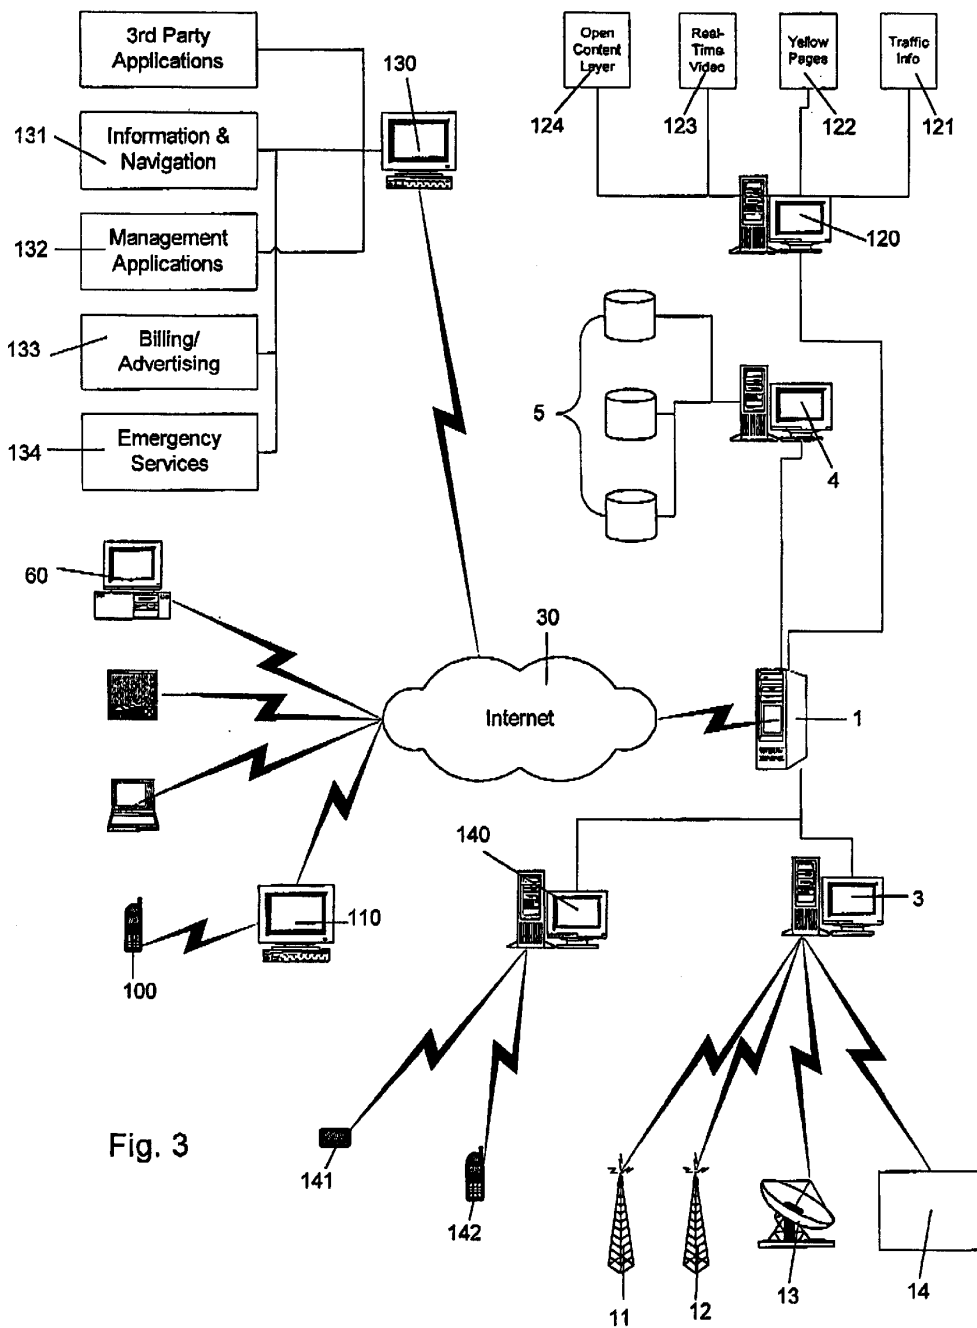 3rd Party
Applications
131
Information &
Navigation
132
Management
Applications
133
Billing/
Advertising
134
Emergency
Services
130
Open
Content
Layer
124
Real-
Time
Video
123
Yellow
Pages
122
Traffic
Info
121
120
5
4
60
30
Internet
1
140
3
110
100
Fig. 3
141
142
11
12
13
14